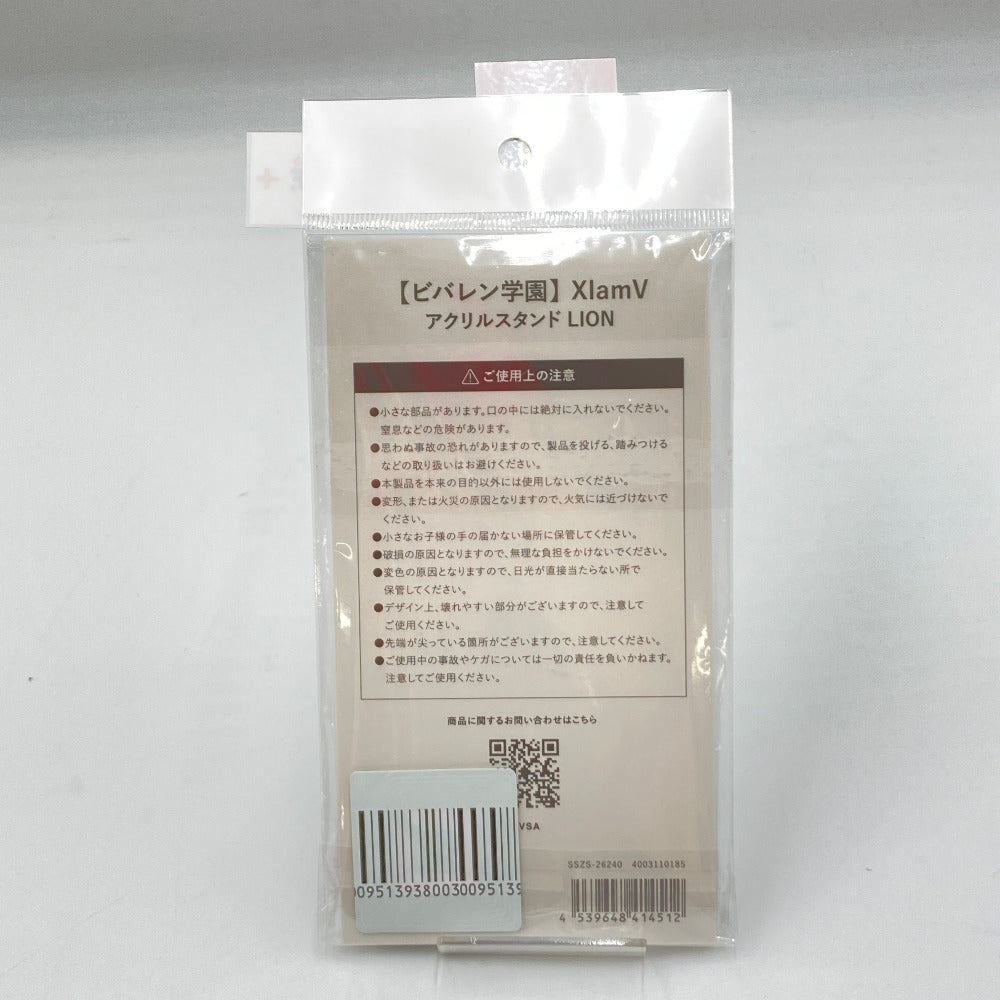 【ビバレン学園】XlamV
アクリルスタンド LION
ご使用上の注意
●小さな部品があります。口の中には絶対に入れないでください。
窒息などの危険があります。
●思わぬ事故の恐れがありますので、製品を投げる、踏みつける
などの取り扱いはお避けください。
●本製品を本来の目的以外には使用しないでください。
●変形、または火災の原因となりますので、火気には近づけないで
ください。
●小さなお子様の手の届かない場所に保管してください。
●破損の原因となりますので、無理な負担をかけないでください。
●変色の原因となりますので、日光が直接当たらない所で
保管してください。
●デザイン上、壊れやすい部分がございますので、注意して
ご使用ください。
●先端が尖っている箇所がございますので、注意してください。
●ご使用中の事故やケガについては一切の責任を負いかねます。
注意してご使用ください。
商品に関するお問い合わせはこちら
VSA
SSZS-26240 4003110185
4 539648 414512
0095139380030095139